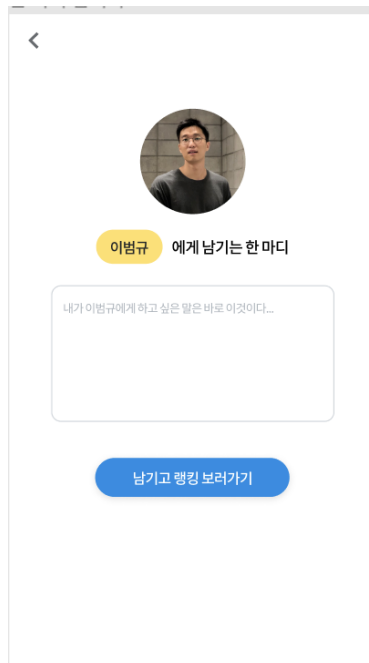 이범규 에게 남기는 한 마디
내가 이범규에게 하고 싶은 말은 바로 이것이다...
남기고 랭킹 보러가기